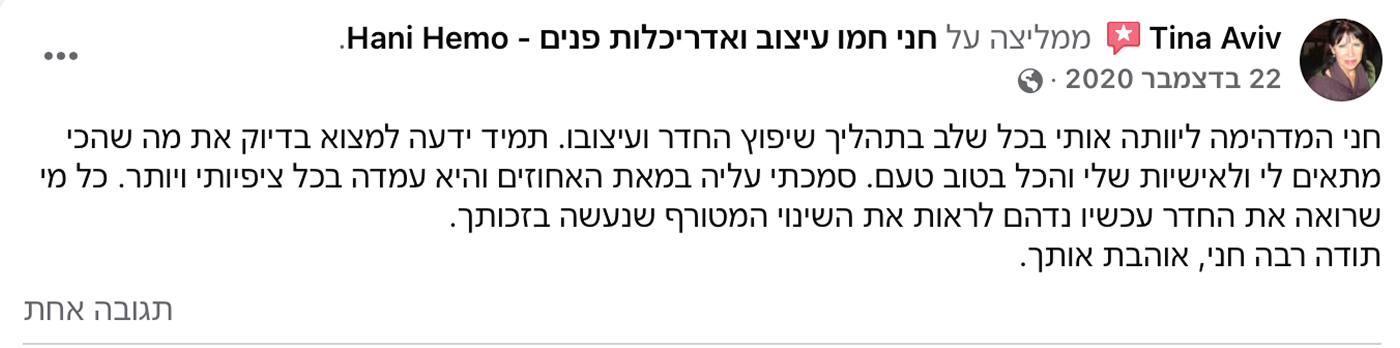 Tina Aviv ממליצה על חני חמו עיצוב ואדריכלות פנים - Hani Hemo.
22 בדצמבר 2020 ·
חני המדהימה ליוותה אותי בכל שלב בתהליך שיפוץ החדר ועיצובו. תמיד ידעה למצוא בדיוק את מה שהכי
מתאים לי ולאישיות שלי והכל בטוב טעם. סמכתי עליה במאת האחוזים והיא עמדה בכל ציפיותי ויותר. כל מי
שרואה את החדר עכשיו נדהם לראות את השינוי המטורף שנעשה בזכותך.
תודה רבה חני, אוהבת אותך.
תגובה אחת